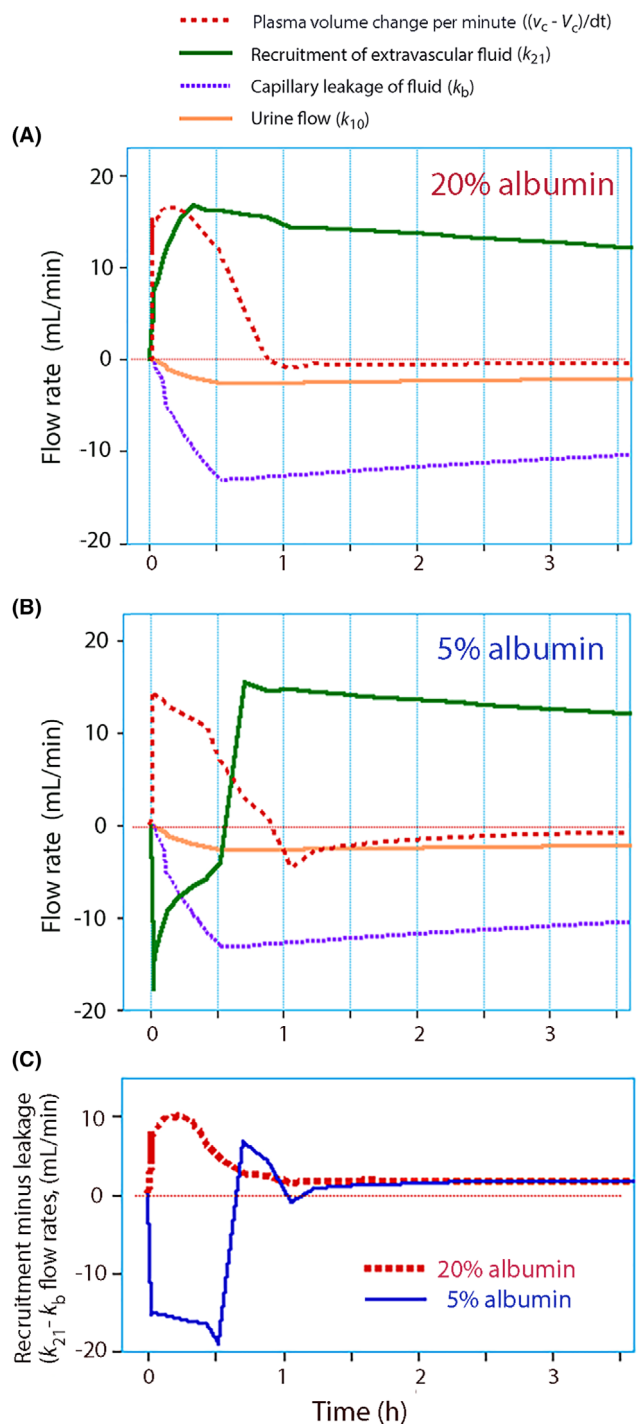 Plasma volume change per minute ((vc - Vc)/dt)
Recruitment of extravascular fluid (k21)
Capillary leakage of fluid (kb)
Urine flow (k10)
(A)
20% albumin
Flow rate (mL/min)
20
10
0
-10
-20
0
1
2
3
(B)
5% albumin
Flow rate (mL/min)
20
10
0
-10
-20
0
1
2
3
(C)
Recruitment minus leakage
(k21- kb flow rates, (mL/min)
10
0
-10
-20
20% albumin
5% albumin
0
1
2
3
Time (h)